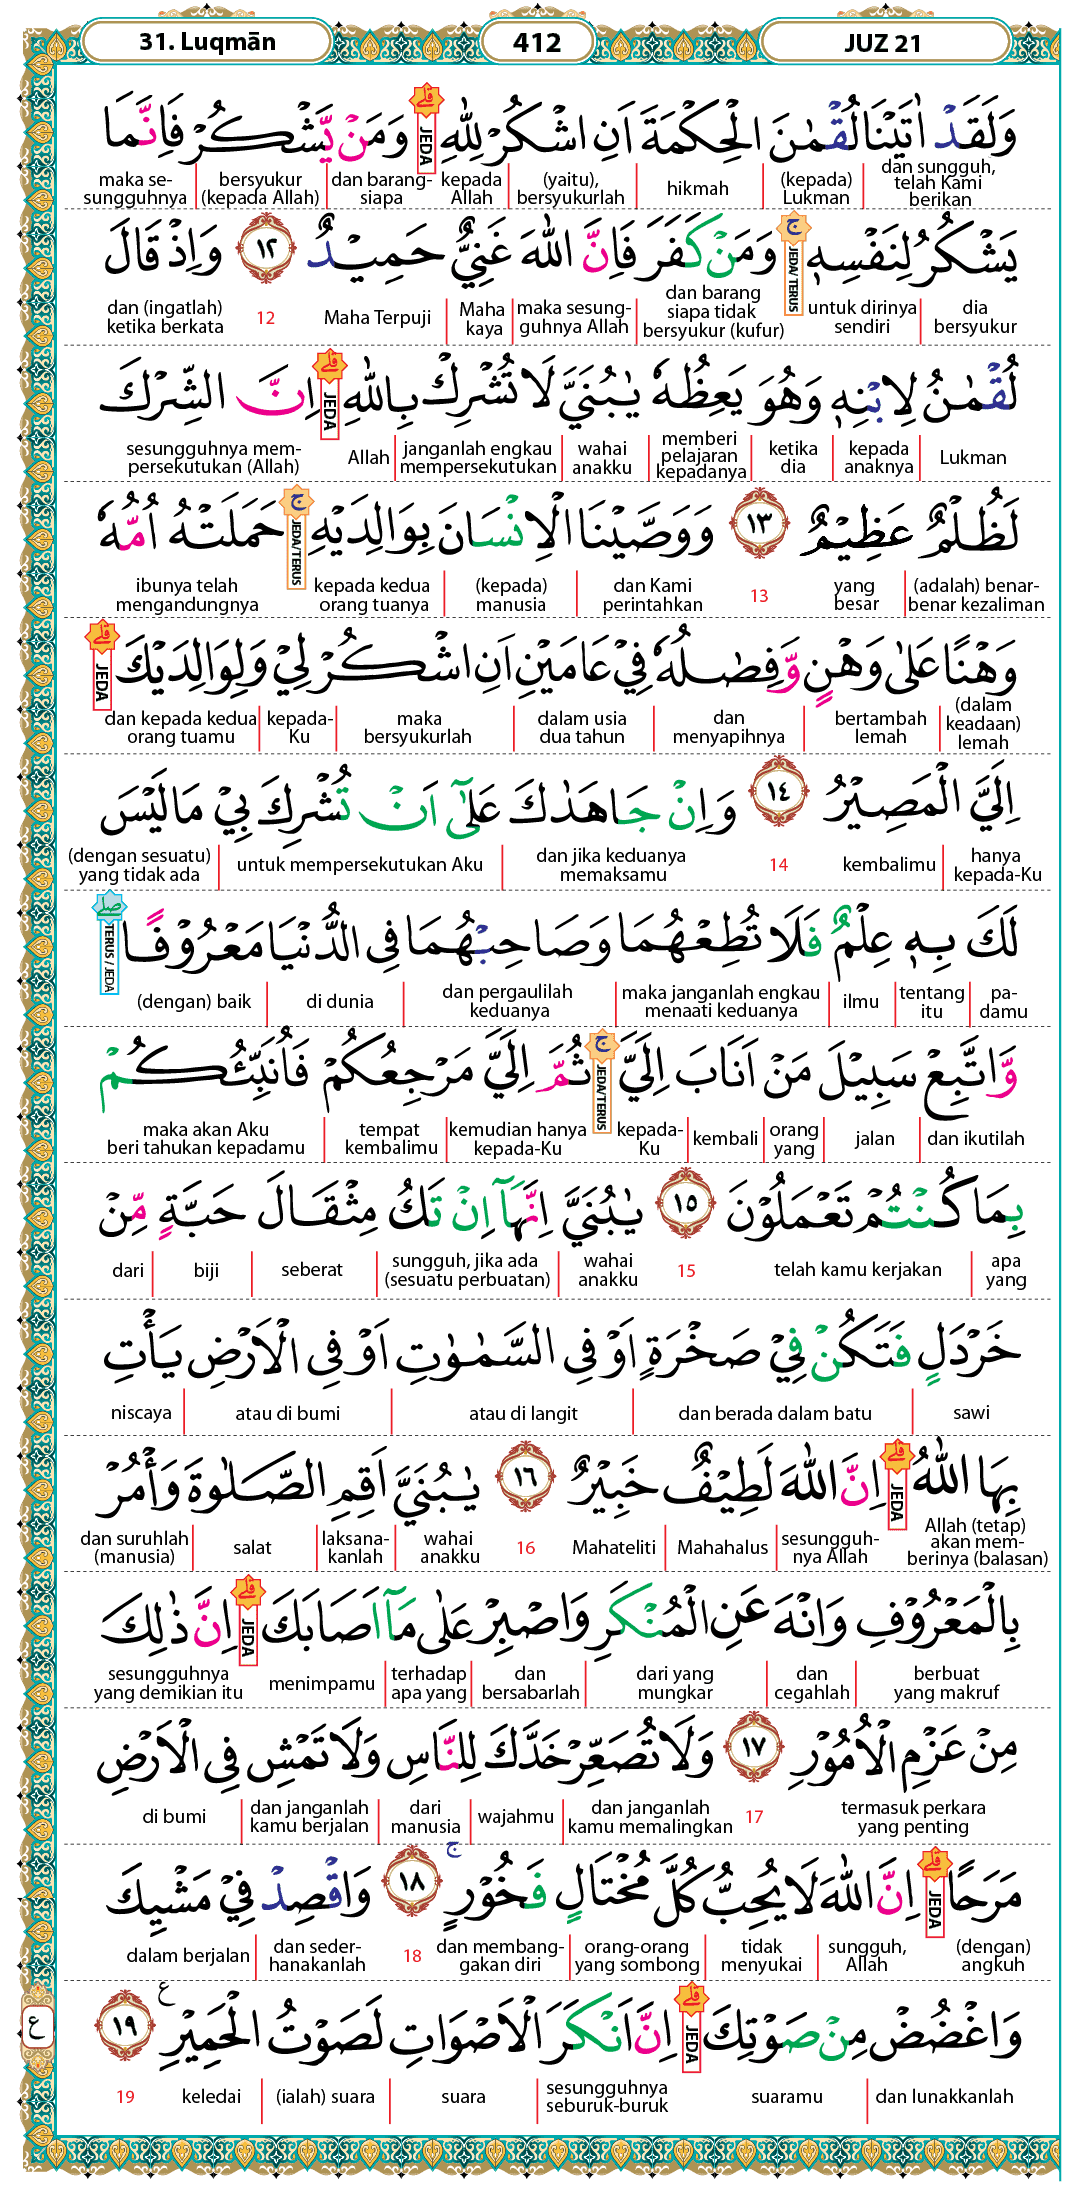 31. Luqmān 412 JUZ 21
وَلَقَدْ اٰتَيْنَا لُقْمٰنَ الْحِكْمَةَ اَنِ اشْكُرْ لِلّٰهِ ۗ وَمَنْ يَّشْكُرْ فَاِنَّمَا
JEDA
dan sungguh, telah Kami berikan (kepada) Lukman hikmah (yaitu), bersyukurlah kepada Allah dan barang-siapa bersyukur (kepada Allah) maka se-sungguhnya
يَشْكُرُ لِنَفْسِهٖ ۚ وَمَنْ كَفَرَ فَاِنَّ اللّٰهَ غَنِيٌّ حَمِيْدٌ ١٢ وَاِذْ قَالَ
JEDA/ TERUS
dia bersyukur untuk dirinya sendiri dan barang siapa tidak bersyukur (kufur) maka sesung-guhnya Allah Maha kaya Maha Terpuji 12 dan (ingatlah) ketika berkata
لُقْمٰنُ لِابْنِهٖ وَهُوَ يَعِظُهٗ يٰبُنَيَّ لَا تُشْرِكْ بِاللّٰهِ ۗ اِنَّ الشِّرْكَ
JEDA
Lukman kepada anaknya ketika dia memberi pelajaran kepadanya wahai anakku janganlah engkau mempersekutukan Allah sesungguhnya mem-persekutukan (Allah)
لَظُلْمٌ عَظِيْمٌ ١٣ وَوَصَّيْنَا الْاِنْسَانَ بِوَالِدَيْهِ ۚ حَمَلَتْهُ اُمُّهٗ
JEDA/TERUS
(adalah) benar-benar kezaliman yang besar 13 dan Kami perintahkan (kepada) manusia kepada kedua orang tuanya ibunya telah mengandungnya
وَهْنًا عَلٰى وَهْنٍ وَّفِصٰلُهٗ فِيْ عَامَيْنِ اَنِ اشْكُرْ لِيْ وَلِوَالِدَيْكَ ۗ
JEDA
(dalam keadaan) lemah bertambah lemah dan menyapihnya dalam usia dua tahun maka bersyukurlah kepada-Ku dan kepada kedua orang tuamu
اِلَيَّ الْمَصِيْرُ ١٤ وَاِنْ جَاهَدٰكَ عَلٰٓى اَنْ تُشْرِكَ بِيْ مَا لَيْسَ
hanya kepada-Ku kembalimu 14 dan jika keduanya memaksamu untuk mempersekutukan Aku (dengan sesuatu) yang tidak ada
لَكَ بِهٖ عِلْمٌ فَلَا تُطِعْهُمَا وَصَاحِبْهُمَا فِى الدُّنْيَا مَعْرُوْفًا ۖ
TERUS / JEDA
pa-damu tentang itu ilmu maka janganlah engkau menaati keduanya dan pergaulilah keduanya di dunia (dengan) baik
وَّاتَّبِعْ سَبِيْلَ مَنْ اَنَابَ اِلَيَّ ۚ ثُمَّ اِلَيَّ مَرْجِعُكُمْ فَاُنَبِّئُكُمْ
JEDA/TERUS
dan ikutilah jalan orang yang kembali kepada-Ku kemudian hanya kepada-Ku tempat kembalimu maka akan Aku beri tahukan kepadamu
بِمَا كُنْتُمْ تَعْمَلُوْنَ ١٥ يٰبُنَيَّ اِنَّهَآ اِنْ تَكُ مِثْقَالَ حَبَّةٍ مِّنْ
apa yang telah kamu kerjakan 15 wahai anakku sungguh, jika ada (sesuatu perbuatan) seberat biji dari
خَرْدَلٍ فَتَكُنْ فِيْ صَخْرَةٍ اَوْ فِى السَّمٰوٰتِ اَوْ فِى الْاَرْضِ يَأْتِ
sawi dan berada dalam batu atau di langit atau di bumi niscaya
بِهَا اللّٰهُ ۗ اِنَّ اللّٰهَ لَطِيْفٌ خَبِيْرٌ ١٦ يٰبُنَيَّ اَقِمِ الصَّلٰوةَ وَأْمُرْ
JEDA
Allah (tetap) akan mem-berinya (balasan) sesungguh-nya Allah Mahahalus Mahateliti 16 wahai anakku laksana-kanlah salat dan suruhlah (manusia)
بِالْمَعْرُوْفِ وَانْهَ عَنِ الْمُنْكَرِ وَاصْبِرْ عَلٰى مَآ اَصَابَكَ ۗ اِنَّ ذٰلِكَ
JEDA
berbuat yang makruf dan cegahlah dari yang mungkar dan bersabarlah terhadap apa yang menimpamu sesungguhnya yang demikian itu
مِنْ عَزْمِ الْاُمُوْرِ ١٧ وَلَا تُصَعِّرْ خَدَّكَ لِلنَّاسِ وَلَا تَمْشِ فِى الْاَرْضِ
termasuk perkara yang penting 17 dan janganlah kamu memalingkan wajahmu dari manusia dan janganlah kamu berjalan di bumi
مَرَحًا ۗ اِنَّ اللّٰهَ لَا يُحِبُّ كُلَّ مُخْتَالٍ فَخُوْرٍ ۚ ١٨ وَاقْصِدْ فِيْ مَشْيِكَ
JEDA
(dengan) angkuh sungguh, Allah tidak menyukai orang-orang yang sombong dan membang-gakan diri 18 dan seder-hanakanlah dalam berjalan
وَاغْضُضْ مِنْ صَوْتِكَ ۗ اِنَّ اَنْكَرَ الْاَصْوَاتِ لَصَوْتُ الْحَمِيْرِ ع ١٩
JEDA
ع
dan lunakkanlah suaramu sesungguhnya seburuk-buruk suara (ialah) suara keledai 19